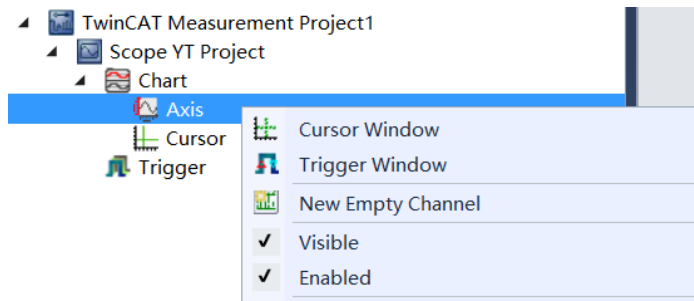 TwinCAT Measurement Project1
Scope YT Project
Chart
Axis
Cursor
Trigger
Cursor Window
Trigger Window
New Empty Channel
Visible
Enabled